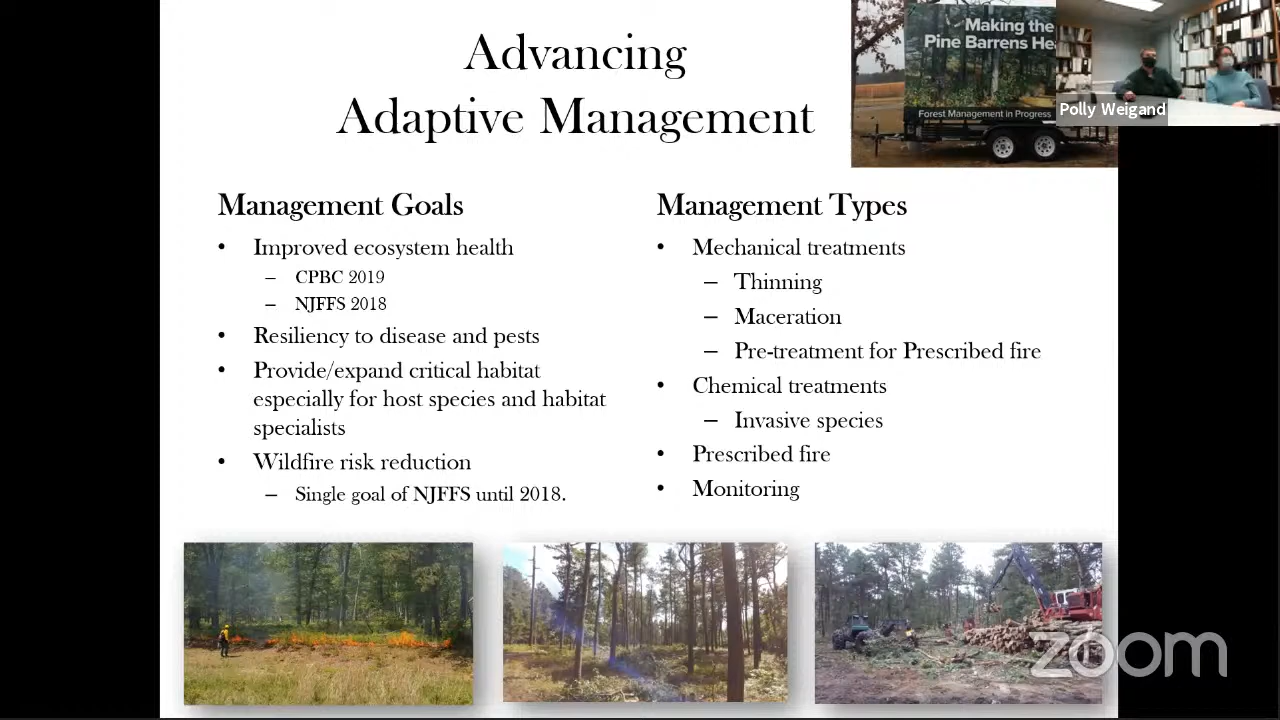 Advancing
Adaptive Management
Making the
Pine Barrens He
Forest Management in Progress
Polly Weigand
Management Goals
• Improved ecosystem health
– CPBC 2019
– NJFFS 2018
• Resiliency to disease and pests
• Provide/expand critical habitat
especially for host species and habitat
specialists
• Wildfire risk reduction
– Single goal of NJFFS until 2018.
Management Types
• Mechanical treatments
– Thinning
– Maceration
– Pre-treatment for Prescribed fire
• Chemical treatments
– Invasive species
• Prescribed fire
• Monitoring
zoom